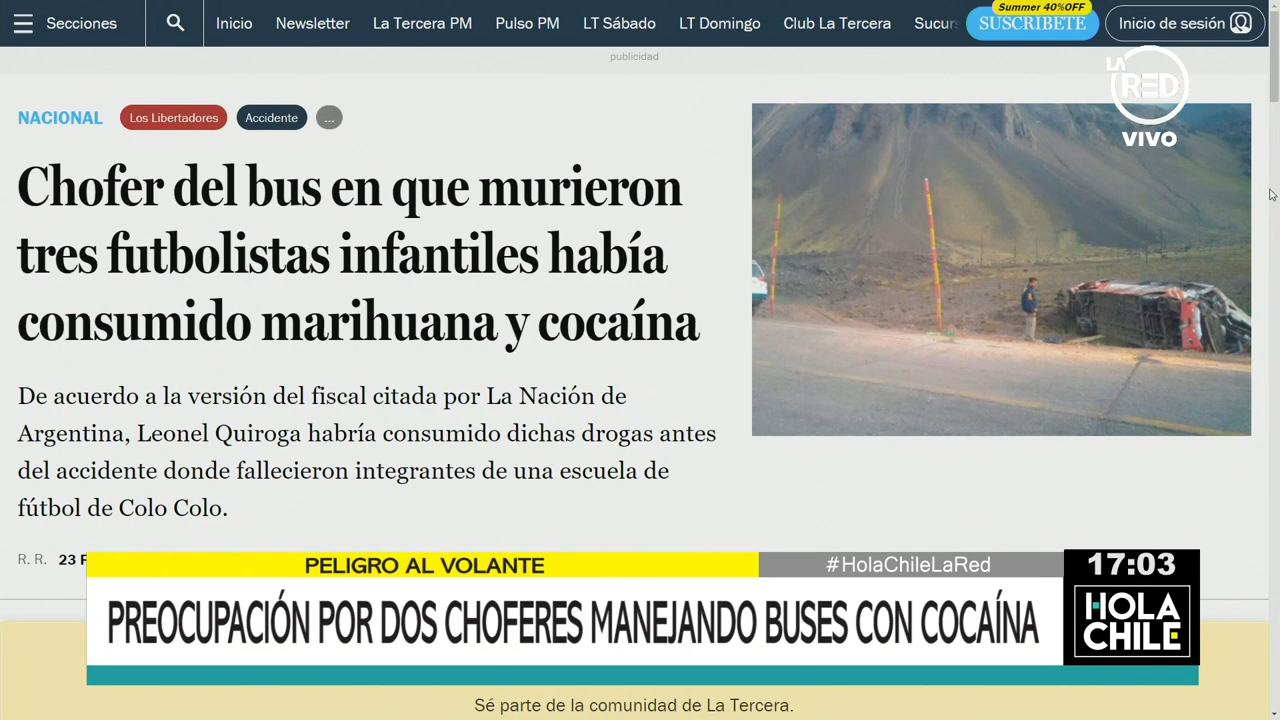 Secciones
Inicio
Newsletter
La Tercera PM
Pulso PM
LT Sábado
LT Domingo
Club La Tercera
Summer 40%OFF
SUSCRÍBETE
Inicio de sesión
publicidad
LA RED
VIVO
NACIONAL
Los Libertadores
Accidente
...
Chofer del bus en que murieron
tres futbolistas infantiles había
consumido marihuana y cocaína
De acuerdo a la versión del fiscal citada por La Nación de
Argentina, Leonel Quiroga habría consumido dichas drogas antes
del accidente donde fallecieron integrantes de una escuela de
fútbol de Colo Colo.
R. R. 23
PELIGRO AL VOLANTE
#HolaChileLaRed
17:03
PREOCUPACIÓN POR DOS CHOFERES MANEJANDO BUSES CON COCAÍNA
HOLA
CHILE
Sé parte de la comunidad de La Tercera.